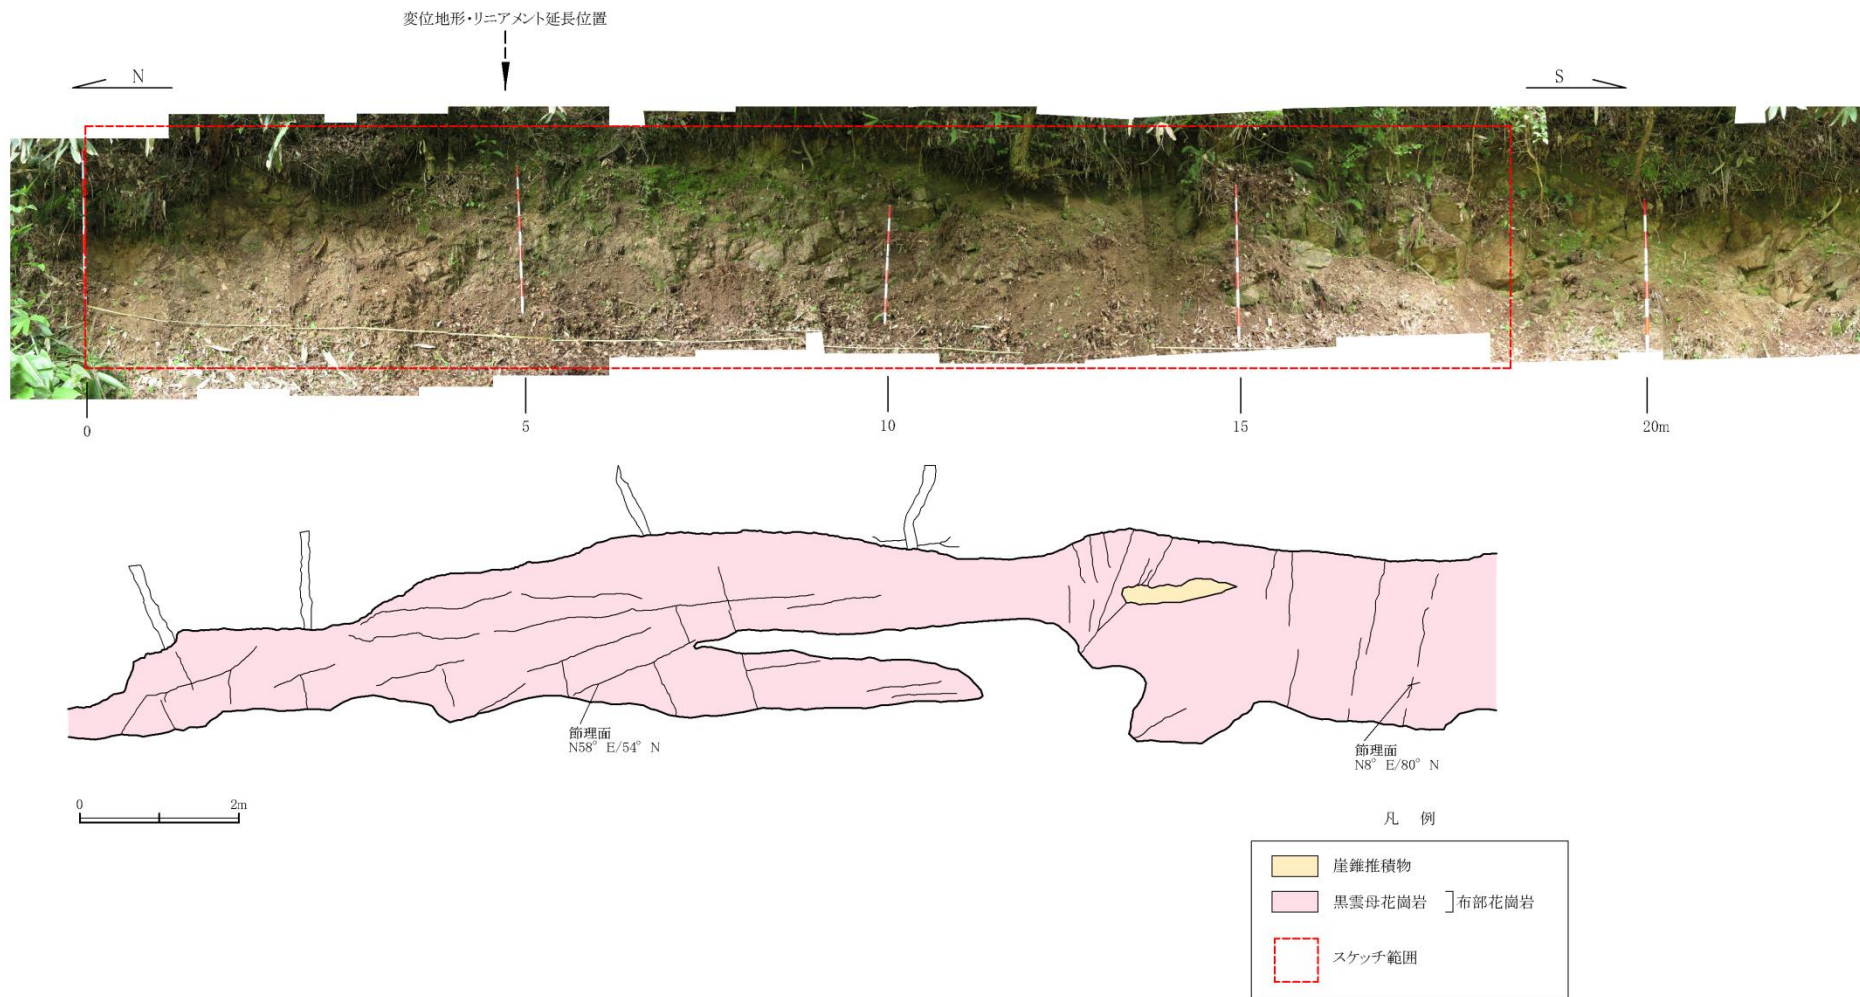 変位地形・リニアメント延長位置
N
S
0
5
10
15
20m
節理面
N58° E/54° N
節理面
N8° E/80° N
0
2m
凡 例
崖錐推積物
黒雲母花崗岩
布部花崗岩
スケッチ範囲